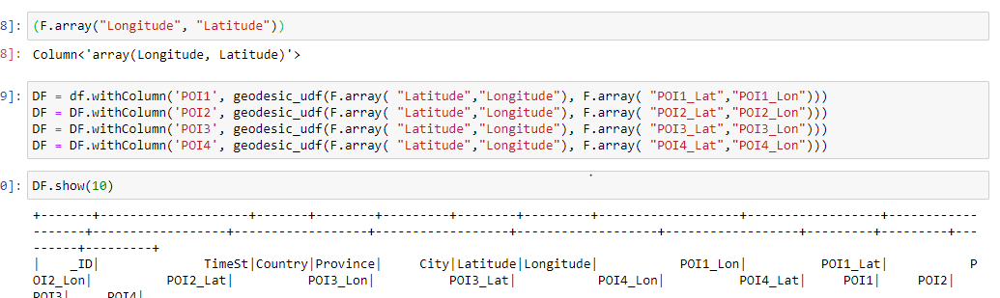 8]: (F.array("Longitude", "Latitude"))
8]: Column<'array(Longitude, Latitude)'>
9]: DF = df.withColumn('POI1', geodesic_udf(F.array( "Latitude","Longitude"), F.array( "POI1_Lat","POI1_Lon")))
DF = DF.withColumn('POI2', geodesic_udf(F.array( "Latitude","Longitude"), F.array( "POI2_Lat","POI2_Lon")))
DF = DF.withColumn('POI3', geodesic_udf(F.array( "Latitude","Longitude"), F.array( "POI3_Lat","POI3_Lon")))
DF = DF.withColumn('POI4', geodesic_udf(F.array( "Latitude","Longitude"), F.array( "POI4_Lat","POI4_Lon")))
0]: DF.show(10)
+-------+--------------------+-------+--------+---------+--------+---------+-------------------+------------------+------------
-------+------------------+------------------+------------------+-------------------+------------------+---------+---------+---
------+---------+
| _ID| TimeSt|Country|Province| City|Latitude|Longitude| POI1_Lon| POI1_Lat| P
OI2_Lon| POI2_Lat| POI3_Lon| POI3_Lat| POI4_Lon| POI4_Lat| POI1| POI2|
POI3| POI4|